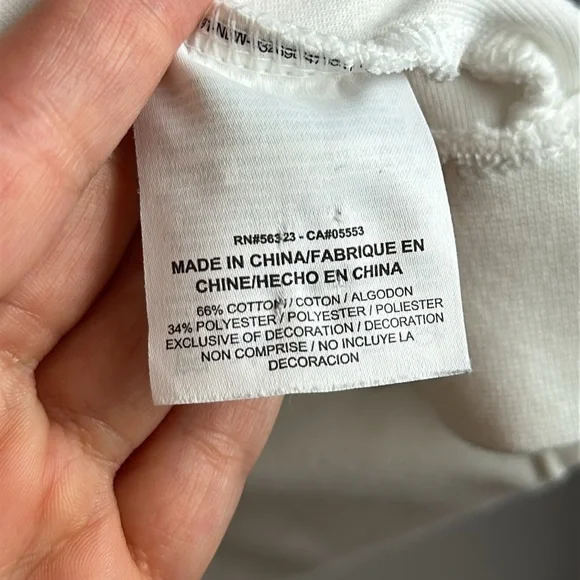 RN#56323 - CA#05553
MADE IN CHINA/FABRIQUE EN
CHINE/HECHO EN CHINA
66% COTTON / COTON / ALGODON
34% POLYESTER / POLYESTER / POLIESTER
EXCLUSIVE OF DECORATION / DECORATION
NON COMPRISE / NO INCLUYE LA
DECORACION